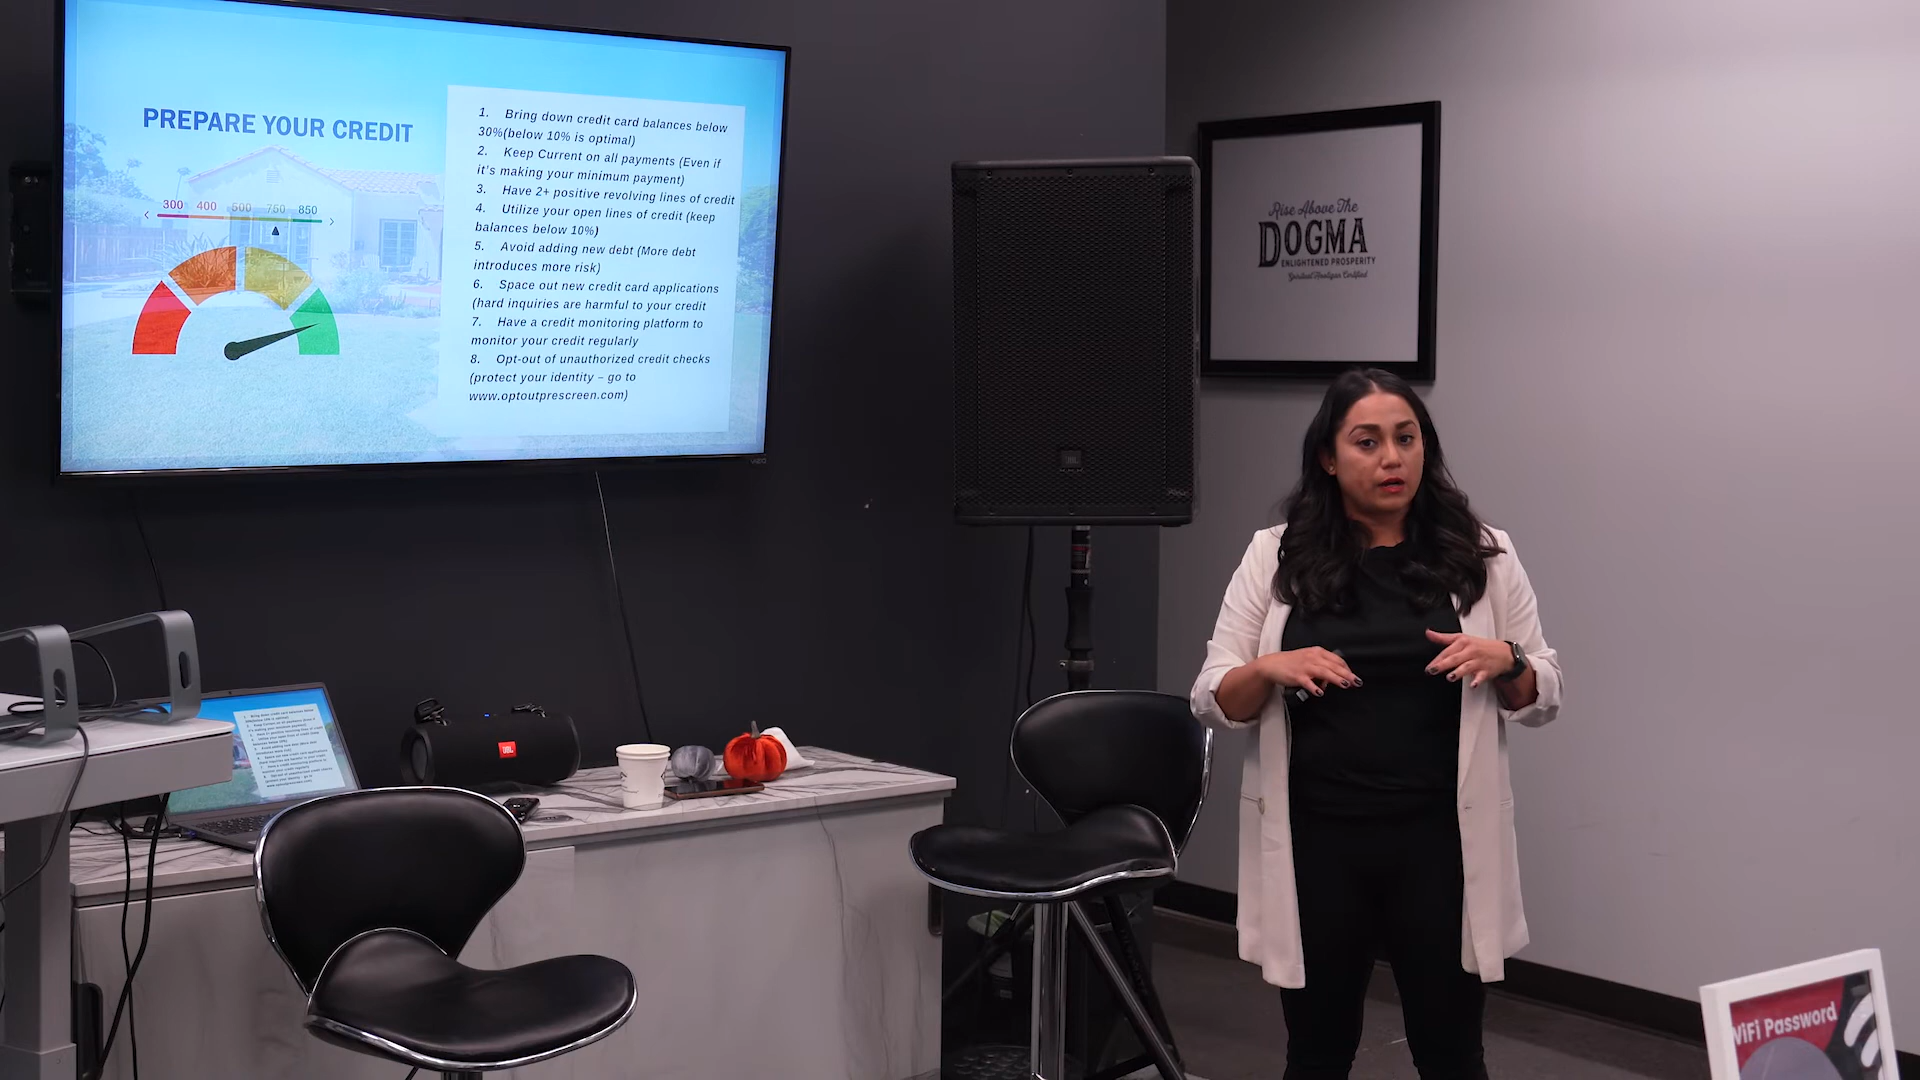 PREPARE YOUR CREDIT
300 400 500 750 850
1. Bring down credit card balances below
30%(below 10% is optimal)
2. Keep Current on all payments (Even if
it's making your minimum payment)
3. Have 2+ positive revolving lines of credit
4. Utilize your open lines of credit (keep
balances below 10%)
5. Avoid adding new debt (More debt
introduces more risk)
6. Space out new credit card applications
(hard inquiries are harmful to your credit
7. Have a credit monitoring platform to
monitor your credit regularly
8. Opt-out of unauthorized credit checks
(protect your identity – go to
www.optoutprescreen.com)
VIZIO
Rise Above The
DOGMA
ENLIGHTENED PROSPERITY
Spiritual Hooligan Certified
JBL
JBL
WiFi Password